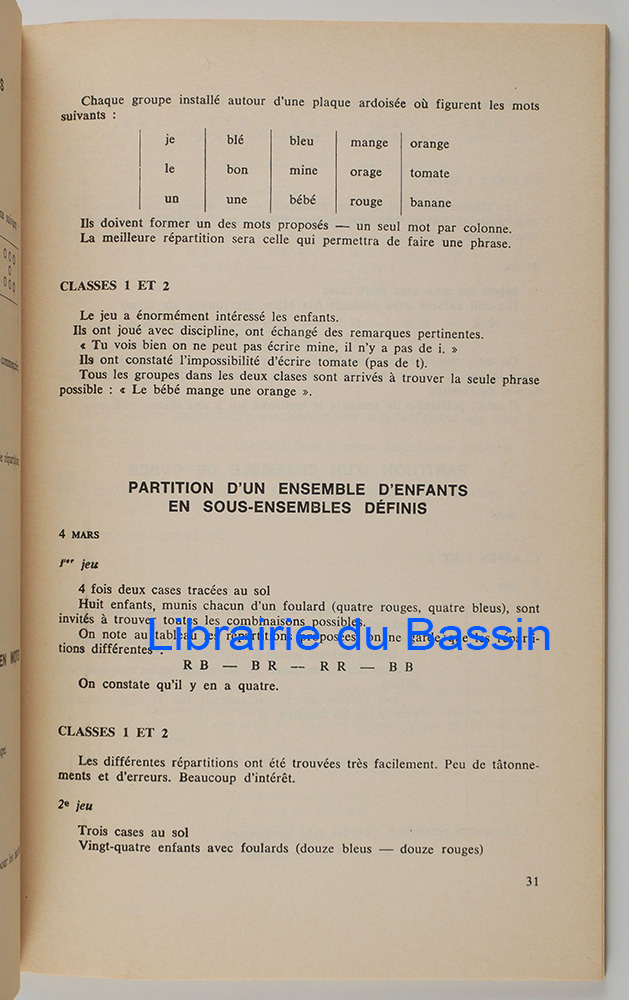 Chaque groupe installé autour d'une plaque ardoisée où figurent les mots
suivants :
je blé bleu mange orange
le bon mine orage tomate
un une bébé rouge banane
Ils doivent former un des mots proposés — un seul mot par colonne.
La meilleure répartition sera celle qui permettra de faire une phrase.
CLASSES 1 ET 2
Le jeu a énormément intéressé les enfants.
Ils ont joué avec discipline, ont échangé des remarques pertinentes.
« Tu vois bien on ne peut pas écrire mine, il n'y a pas de i. »
Ils ont constaté l'impossibilité d'écrire tomate (pas de t).
Tous les groupes dans les deux clases sont arrivés à trouver la seule phrase
possible : « Le bébé mange une orange ».
PARTITION D'UN ENSEMBLE D'ENFANTS
EN SOUS-ENSEMBLES DÉFINIS
4 MARS
1er jeu
4 fois deux cases tracées au sol
Huit enfants, munis chacun d'un foulard (quatre rouges, quatre bleus), sont
invités à trouver toutes les combinaisons possibles.
On note au tableau les répartitions proposées, on ne garde que les réparti-
tions différentes :
Librairie du Bassin
R B — B R — R R — B B
On constate qu'il y en a quatre.
CLASSES 1 ET 2
Les différentes répartitions ont été trouvées très facilement. Peu de tâtonne-
ments et d'erreurs. Beaucoup d'intérêt.
2e jeu
Trois cases au sol
Vingt-quatre enfants avec foulards (douze bleus — douze rouges)
31